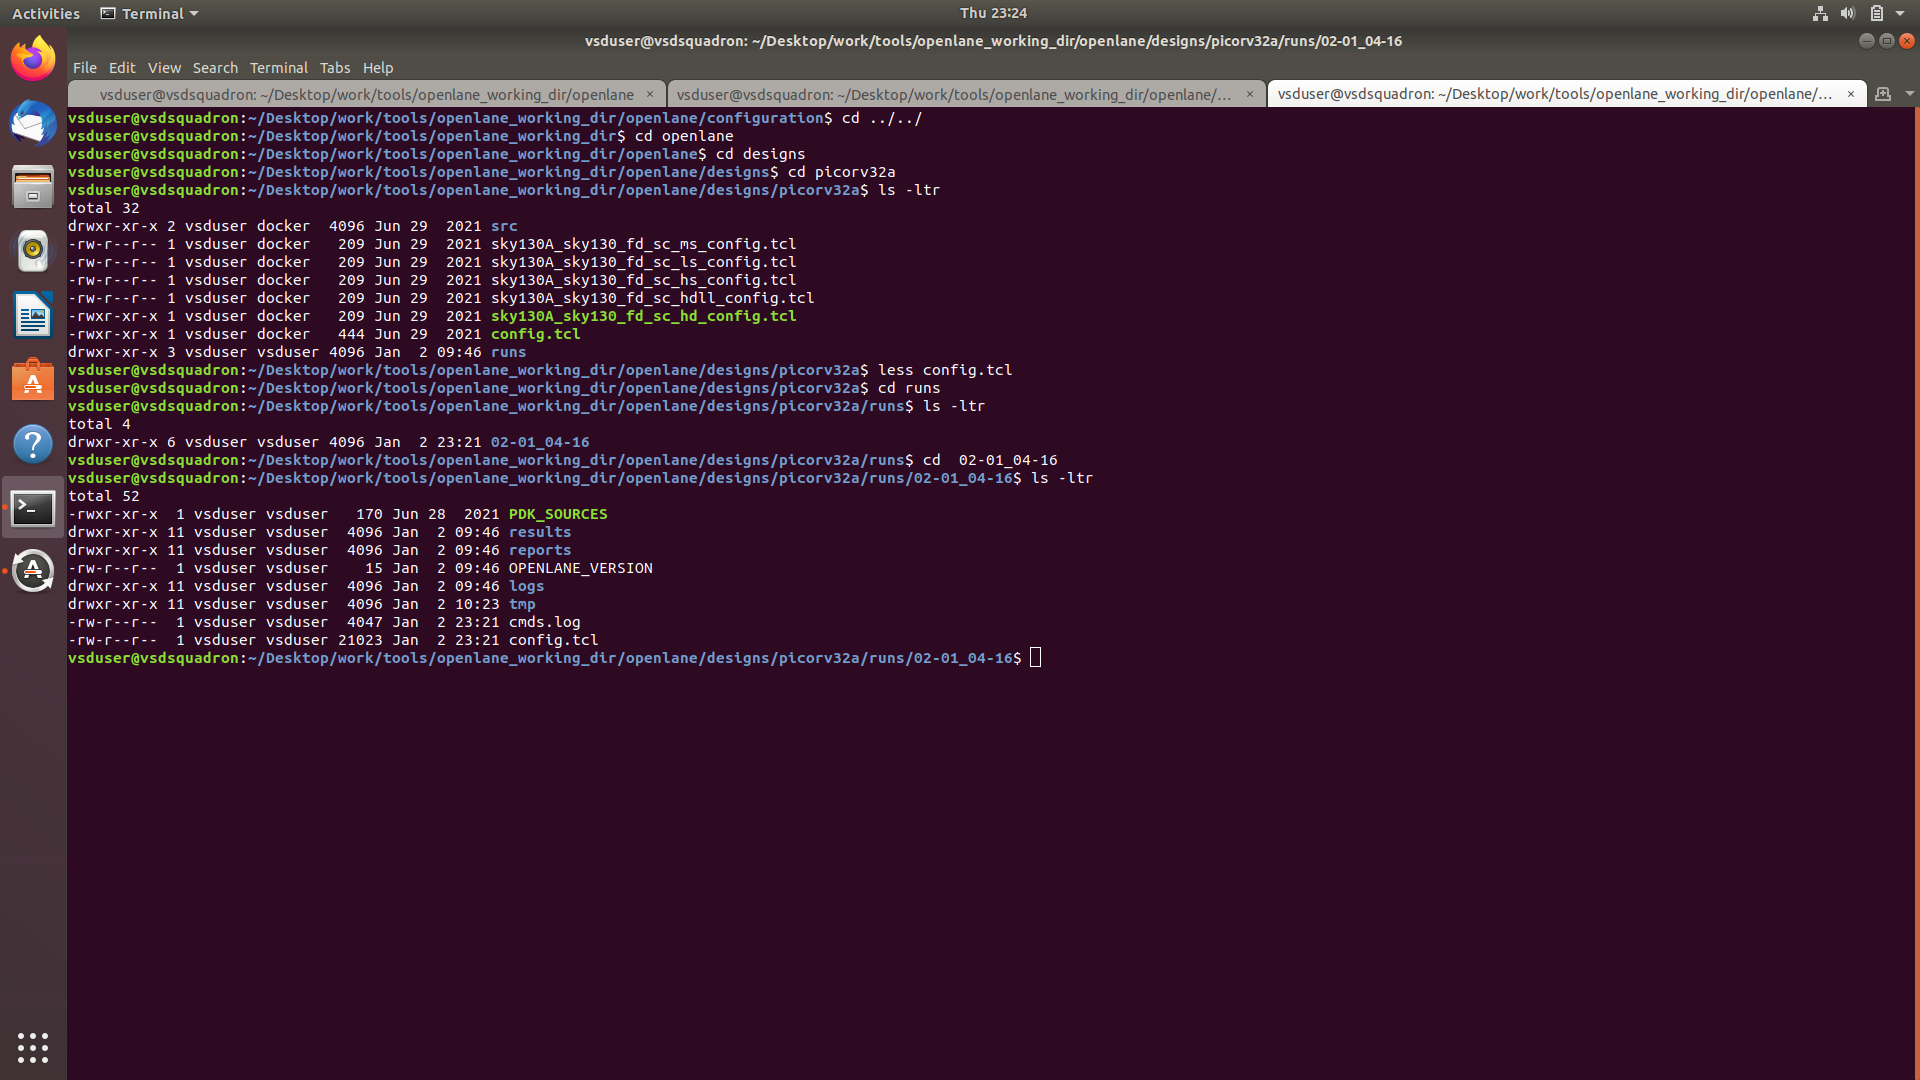 Activities Terminal Thu 23:24
vsduser@vsdsquadron: ~/Desktop/work/tools/openlane_working_dir/openlane/designs/picorv32a/runs/02-01_04-16
File Edit View Search Terminal Tabs Help
vsduser@vsdsquadron: ~/Desktop/work/tools/openlane_working_dir/openlane × vsduser@vsdsquadron: ~/Desktop/work/tools/openlane_working_dir/openlane/... × vsduser@vsdsquadron: ~/Desktop/work/tools/openlane_working_dir/openlane/... ×
vsduser@vsdsquadron:~/Desktop/work/tools/openlane_working_dir/openlane/configuration$ cd ../../
vsduser@vsdsquadron:~/Desktop/work/tools/openlane_working_dir$ cd openlane
vsduser@vsdsquadron:~/Desktop/work/tools/openlane_working_dir/openlane$ cd designs
vsduser@vsdsquadron:~/Desktop/work/tools/openlane_working_dir/openlane/designs$ cd picorv32a
vsduser@vsdsquadron:~/Desktop/work/tools/openlane_working_dir/openlane/designs/picorv32a$ ls -ltr
total 32
drwxr-xr-x 2 vsduser docker  4096 Jun 29  2021 src
-rw-r--r-- 1 vsduser docker   209 Jun 29  2021 sky130A_sky130_fd_sc_ms_config.tcl
-rw-r--r-- 1 vsduser docker   209 Jun 29  2021 sky130A_sky130_fd_sc_ls_config.tcl
-rw-r--r-- 1 vsduser docker   209 Jun 29  2021 sky130A_sky130_fd_sc_hs_config.tcl
-rw-r--r-- 1 vsduser docker   209 Jun 29  2021 sky130A_sky130_fd_sc_hdll_config.tcl
-rwxr-xr-x 1 vsduser docker   209 Jun 29  2021 sky130A_sky130_fd_sc_hd_config.tcl
-rwxr-xr-x 1 vsduser docker   444 Jun 29  2021 config.tcl
drwxr-xr-x 3 vsduser vsduser 4096 Jan  2 09:46 runs
vsduser@vsdsquadron:~/Desktop/work/tools/openlane_working_dir/openlane/designs/picorv32a$ less config.tcl
vsduser@vsdsquadron:~/Desktop/work/tools/openlane_working_dir/openlane/designs/picorv32a$ cd runs
vsduser@vsdsquadron:~/Desktop/work/tools/openlane_working_dir/openlane/designs/picorv32a/runs$ ls -ltr
total 4
drwxr-xr-x 6 vsduser vsduser 4096 Jan  2 23:21 02-01_04-16
vsduser@vsdsquadron:~/Desktop/work/tools/openlane_working_dir/openlane/designs/picorv32a/runs$ cd  02-01_04-16
vsduser@vsdsquadron:~/Desktop/work/tools/openlane_working_dir/openlane/designs/picorv32a/runs/02-01_04-16$ ls -ltr
total 52
-rwxr-xr-x  1 vsduser vsduser   170 Jun 28  2021 PDK_SOURCES
drwxr-xr-x 11 vsduser vsduser  4096 Jan  2 09:46 results
drwxr-xr-x 11 vsduser vsduser  4096 Jan  2 09:46 reports
-rw-r--r--  1 vsduser vsduser    15 Jan  2 09:46 OPENLANE_VERSION
drwxr-xr-x 11 vsduser vsduser  4096 Jan  2 09:46 logs
drwxr-xr-x 11 vsduser vsduser  4096 Jan  2 10:23 tmp
-rw-r--r--  1 vsduser vsduser  4047 Jan  2 23:21 cmds.log
-rw-r--r--  1 vsduser vsduser 21023 Jan  2 23:21 config.tcl
vsduser@vsdsquadron:~/Desktop/work/tools/openlane_working_dir/openlane/designs/picorv32a/runs/02-01_04-16$